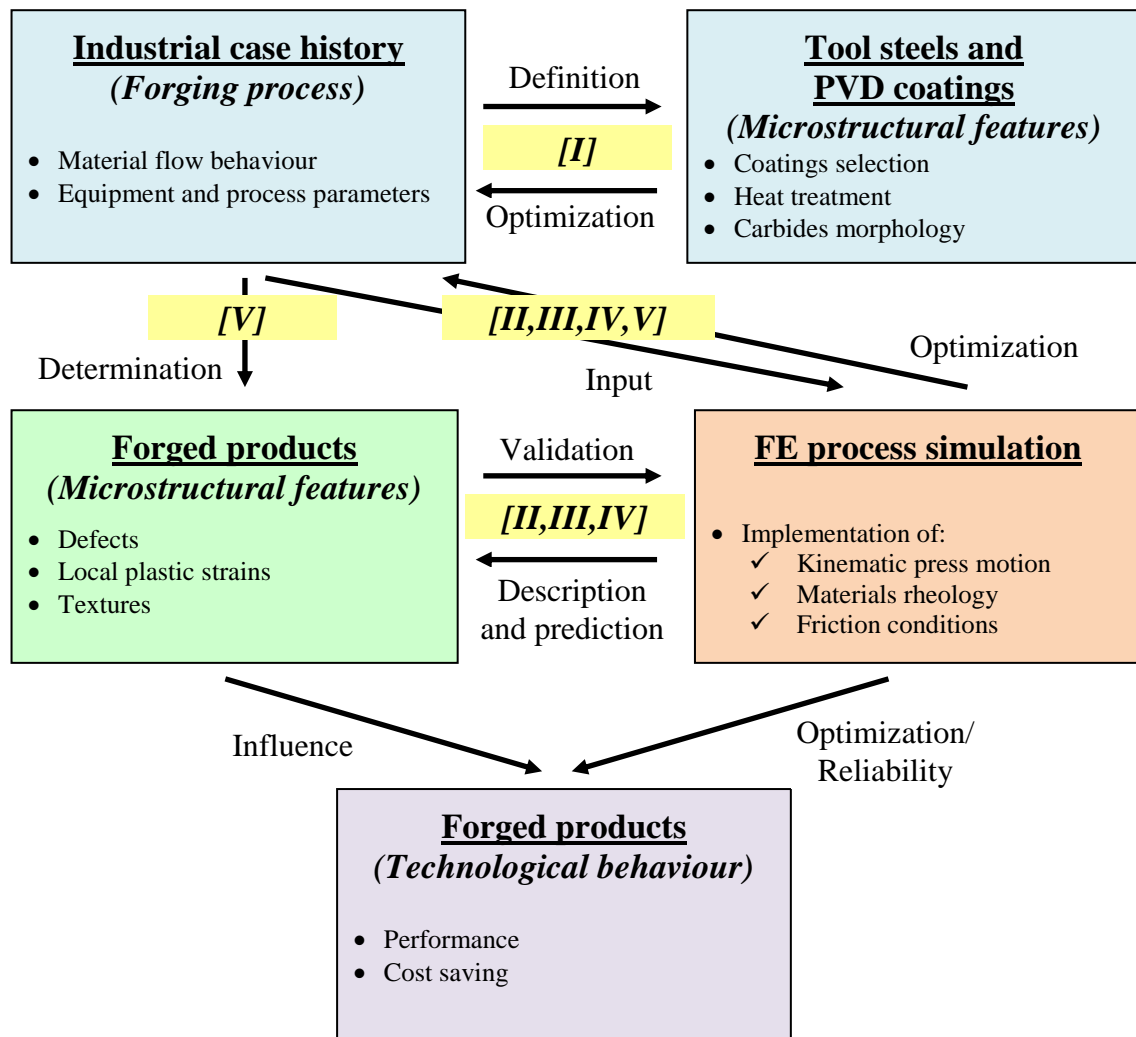 Industrial case history
(Forging process)
• Material flow behaviour
• Equipment and process parameters
Definition
[I]
Optimization
Tool steels and
PVD coatings
(Microstructural features)
• Coatings selection
• Heat treatment
• Carbides morphology
[V]
Determination
[II,III,IV,V]
Input
Optimization
Forged products
(Microstructural features)
• Defects
• Local plastic strains
• Textures
Validation
[II,III,IV]
Description
and prediction
FE process simulation
• Implementation of:
✓ Kinematic press motion
✓ Materials rheology
✓ Friction conditions
Influence
Optimization/
Reliability
Forged products
(Technological behaviour)
• Performance
• Cost saving